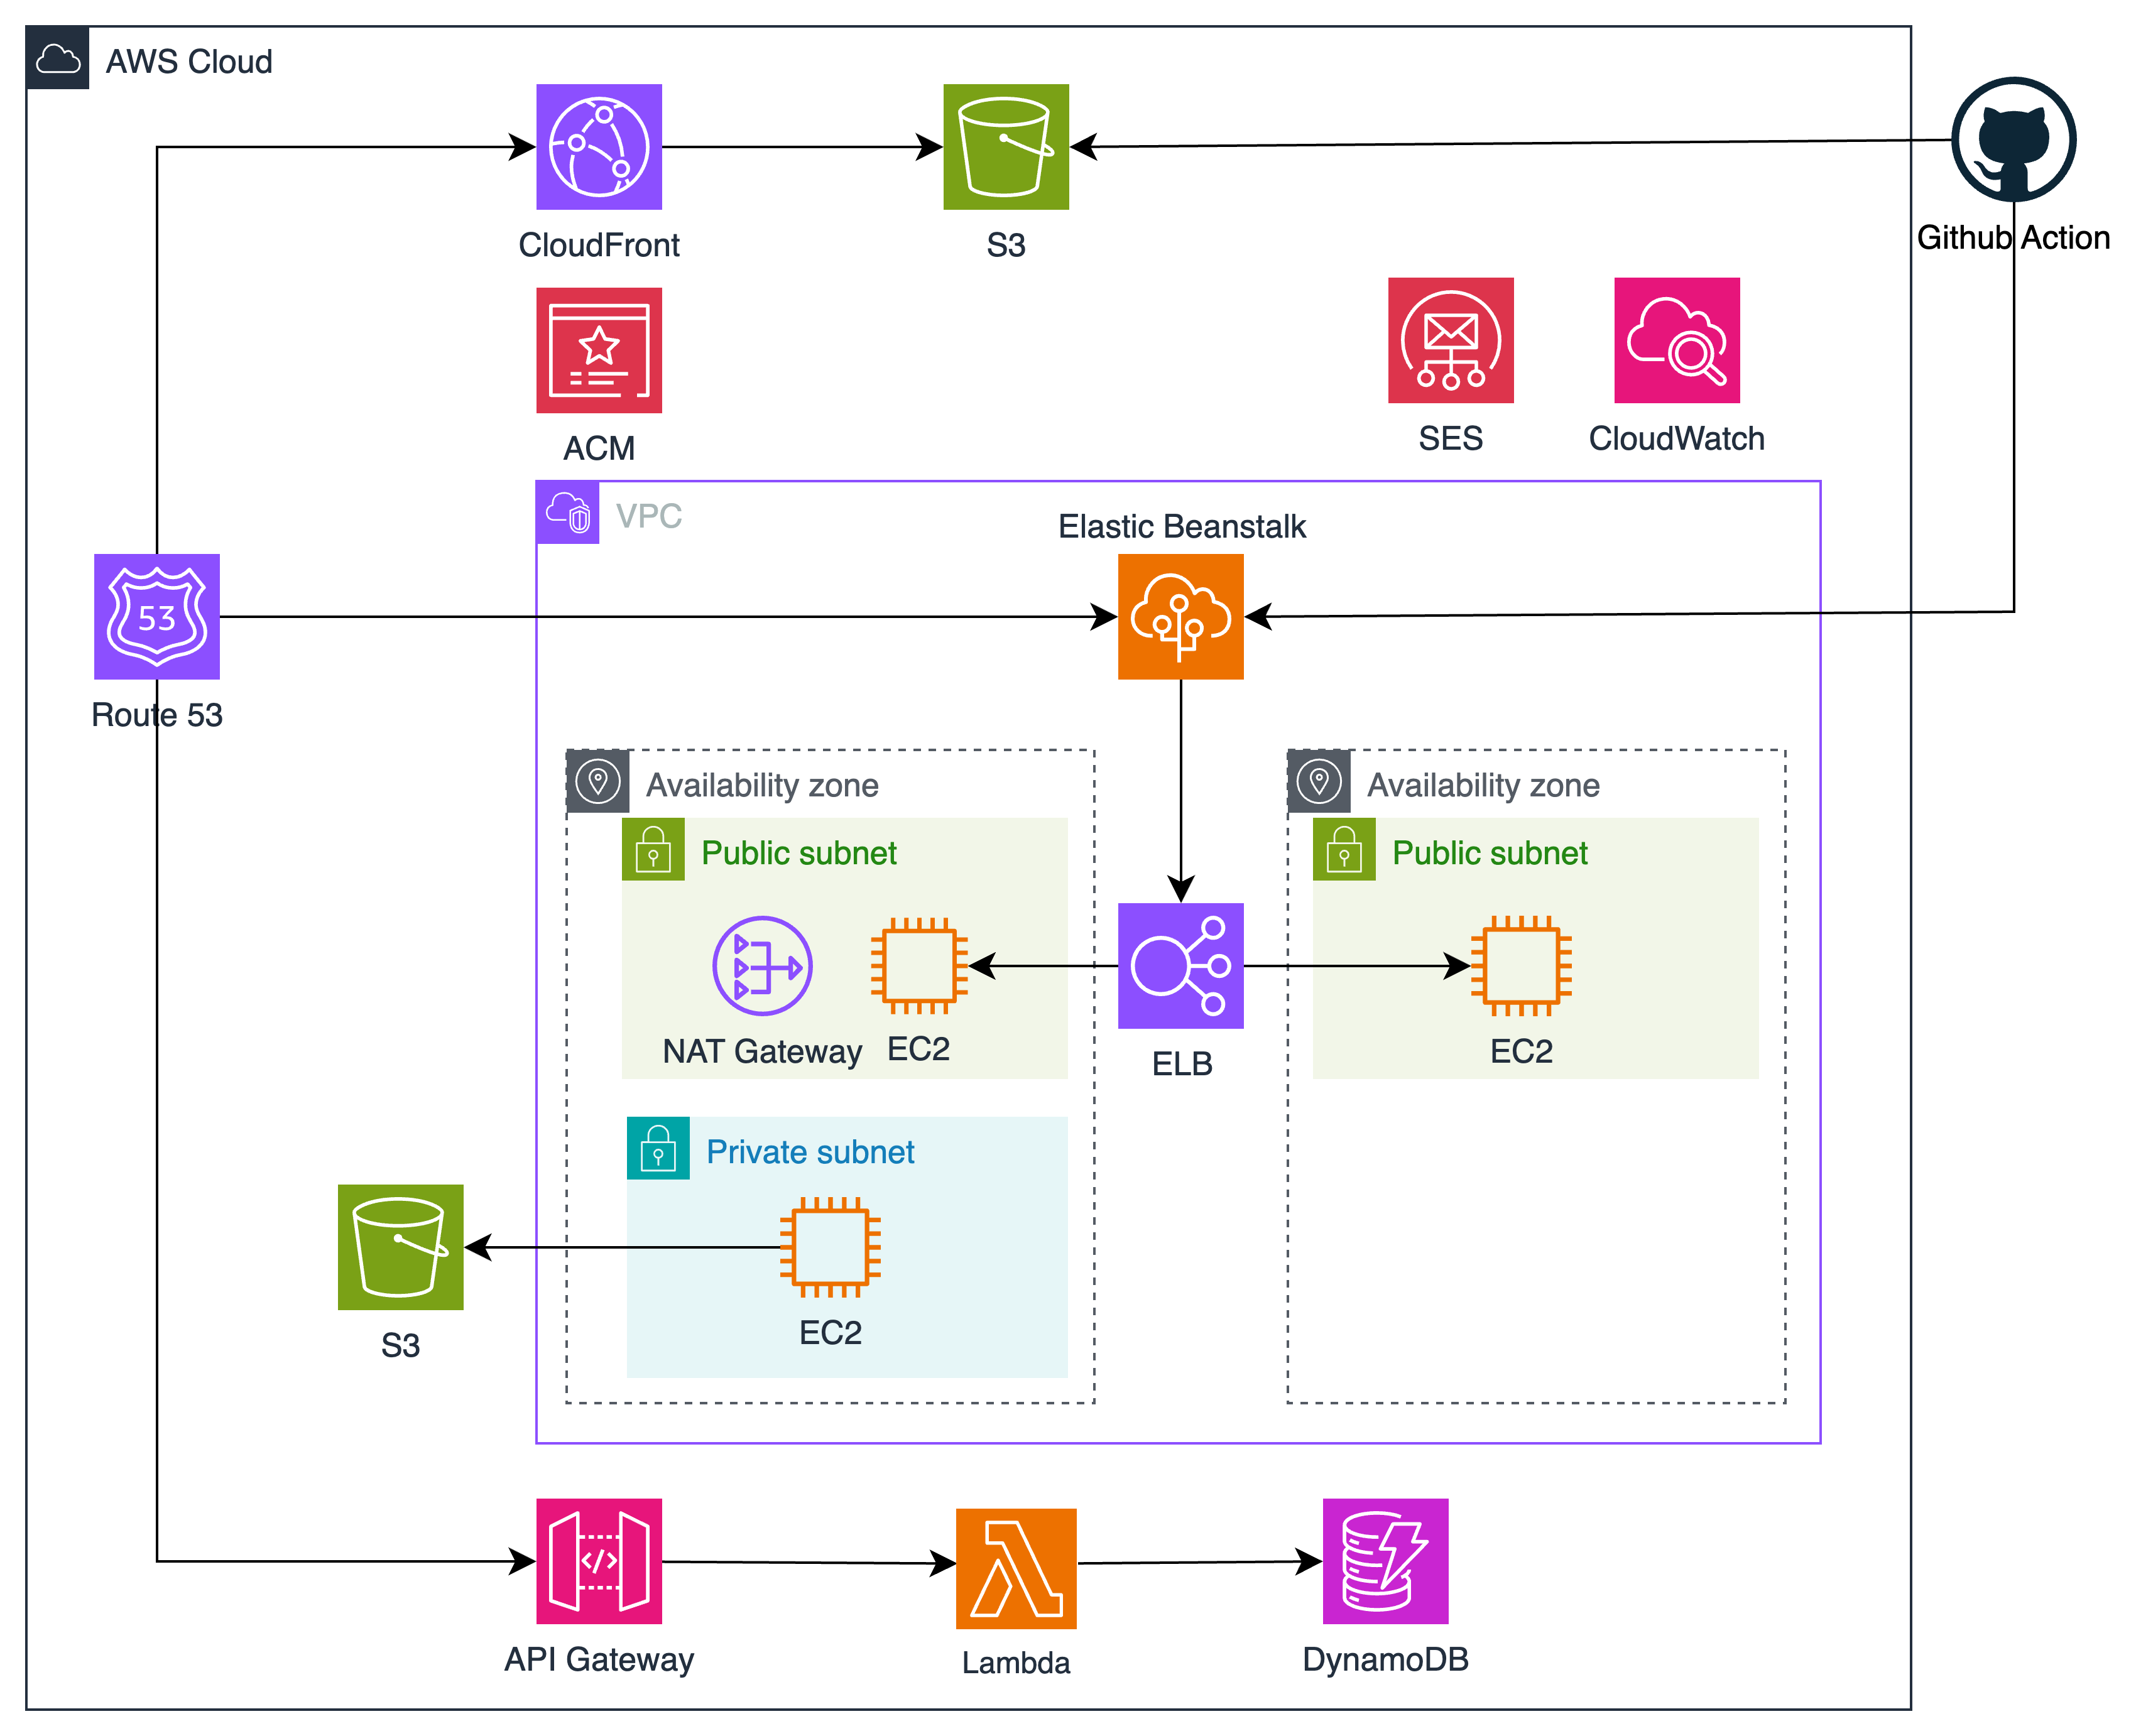 AWS Cloud
CloudFront
S3
Github Action
ACM
SES
CloudWatch
VPC
Elastic Beanstalk
53
Route 53
Availability zone
Availability zone
Public subnet
Public subnet
NAT Gateway
EC2
ELB
EC2
Private subnet
EC2
S3
</>
API Gateway
Lambda
DynamoDB